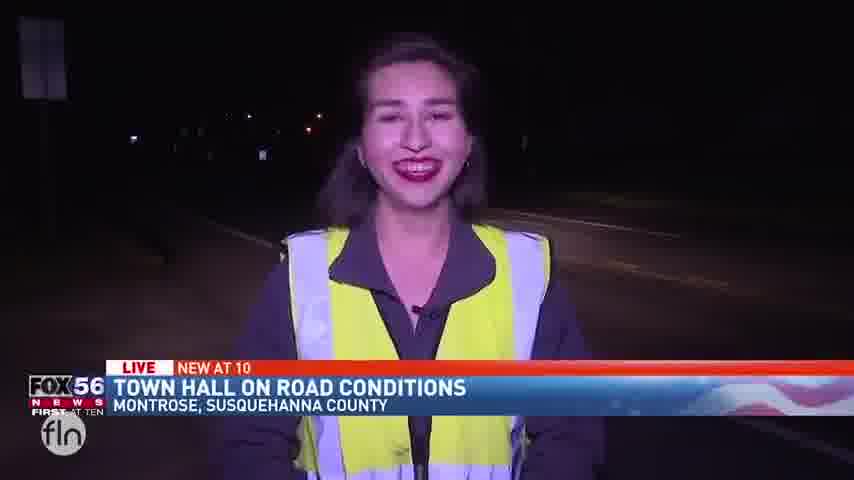 LIVE NEW AT 10
TOWN HALL ON ROAD CONDITIONS
MONTROSE, SUSQUEHANNA COUNTY
FOX 56
NEWS
FIRST, AT TEN
fln